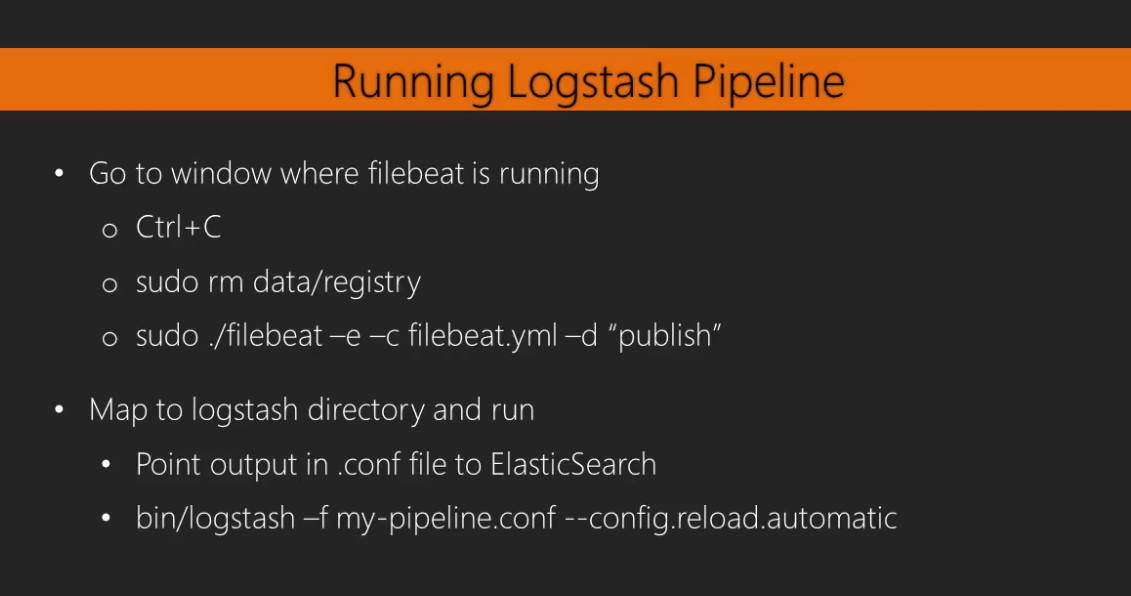 Running Logstash Pipeline
• Go to window where filebeat is running
o Ctrl+C
o sudo rm data/registry
o sudo ./filebeat –e –c filebeat.yml –d “publish”
• Map to logstash directory and run
• Point output in .conf file to ElasticSearch
• bin/logstash –f my-pipeline.conf --config.reload.automatic